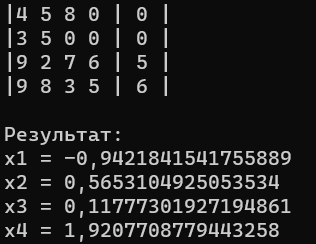 |4 5 8 0 | 0 |
|3 5 0 0 | 0 |
|9 2 7 6 | 5 |
|9 8 3 5 | 6 |
Результат:
x1 = -0,9421841541755889
x2 = 0,5653104925053534
x3 = 0,11777301927194861
x4 = 1,9207708779443258